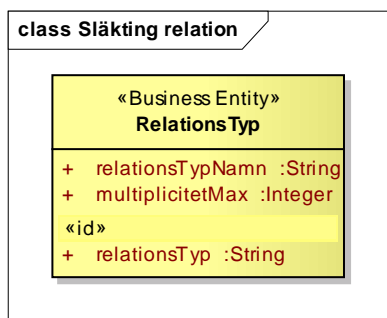 class Släkting relation
«Business Entity»
RelationsTyp
+ relationsTypNamn :String
+ multiplicitetMax :Integer
«id»
+ relationsTyp :String